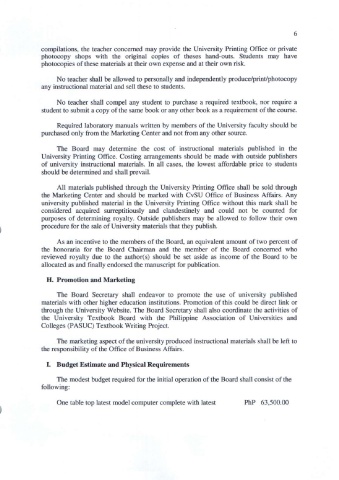 6
compilations, the teacher concerned may provide the University Printing Office or private
photocopy shops with the original copies of theses hand-outs. Students may have
photocopies of these materials at their own expense and at their own risk.
No teacher shall be allowed to personally and independently produce/print/photocopy
any instructional material and sell these to students.
No teacher shall compel any student to purchase a required textbook, nor require a
student to submit a copy of the same book or any other book as a requirement of the course.
Required laboratory manuals written by members of the University faculty should be
purchased only from the Marketing Center and not from any other source.
The Board may determine the cost of instructional materials published in the
University Printing Office. Costing arrangements should be made with outside publishers
of university instructional materials. In all cases, the lowest affordable price to students
should be determined and shall prevail.
All materials published through the University Printing Office shall be sold through
the Marketing Center and should be marked with CvSU Office of Business Affairs. Any
university published material in the University Printing Office without this mark shall be
considered acquired surreptitiously and clandestinely and could not be counted for
purposes of determining royalty. Outside publishers may be allowed to follow their own
procedure for the sale of University materials that they publish.
As an incentive to the members of the Board, an equivalent amount of two percent of
the honoraria for the Board Chairman and the member of the Board concerned who
reviewed royalty due to the author(s) should be set aside as income of the Board to be
allocated as and finally endorsed the manuscript for publication.
H. Promotion and Marketing
The Board Secretary shall endeavor to promote the use of university published
materials with other higher education institutions. Promotion of this could be direct link or
through the University Website. The Board Secretary shall also coordinate the activities of
the University Textbook Board with the Philippine Association of Universities and
Colleges (PASUC) Textbook Writing Project.
The marketing aspect of the university produced instructional materials shall be left to
the responsibility of the Office of Business Affairs.
I. Budget Estimate and Physical Requirements
The modest budget required for the initial operation of the Board shall consist of the
following:
One table top latest model computer complete with latest PhP 63,500.00